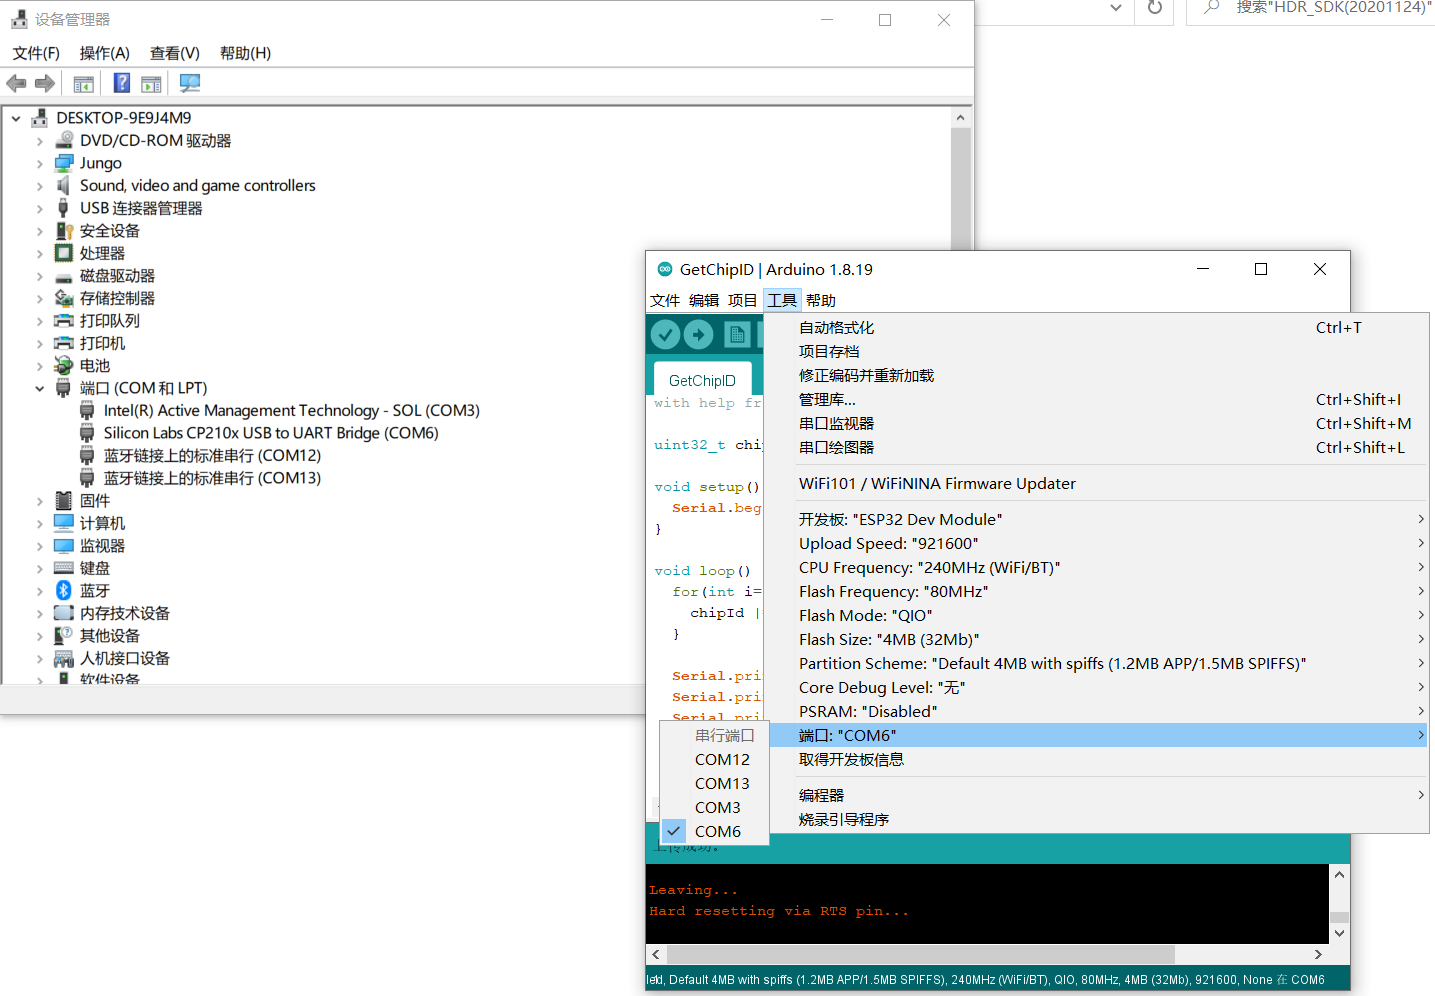 设备管理器
搜索"HDR_SDK(20201124)"
文件(F) 操作(A) 查看(V) 帮助(H)
DESKTOP-9E9J4M9
DVD/CD-ROM 驱动器
Jungo
Sound, video and game controllers
USB 连接器管理器
安全设备
处理器
磁盘驱动器
存储控制器
打印队列
打印机
电池
端口 (COM 和 LPT)
Intel(R) Active Management Technology - SOL (COM3)
Silicon Labs CP210x USB to UART Bridge (COM6)
蓝牙链接上的标准串行 (COM12)
蓝牙链接上的标准串行 (COM13)
固件
计算机
监视器
键盘
蓝牙
内存技术设备
其他设备
人机接口设备
软件设备
GetChipID | Arduino 1.8.19
文件 编辑 项目 工具 帮助
GetChipID
with help fr
uint32_t chi
void setup()
Serial.beg
}
void loop()
for(int i=
chipId |
}
Serial.pri
Serial.pri
Serial.pri
自动格式化 Ctrl+T
项目存档
修正编码并重新加载
管理库... Ctrl+Shift+I
串口监视器 Ctrl+Shift+M
串口绘图器 Ctrl+Shift+L
WiFi101 / WiFiNINA Firmware Updater
开发板: "ESP32 Dev Module"
Upload Speed: "921600"
CPU Frequency: "240MHz (WiFi/BT)"
Flash Frequency: "80MHz"
Flash Mode: "QIO"
Flash Size: "4MB (32Mb)"
Partition Scheme: "Default 4MB with spiffs (1.2MB APP/1.5MB SPIFFS)"
Core Debug Level: "无"
PSRAM: "Disabled"
端口: "COM6"
取得开发板信息
编程器
烧录引导程序
串行端口
COM12
COM13
COM3
COM6
上传成功。
Leaving...
Hard resetting via RTS pin...
led, Default 4MB with spiffs (1.2MB APP/1.5MB SPIFFS), 240MHz (WiFi/BT), QIO, 80MHz, 4MB (32Mb), 921600, None 在 COM6